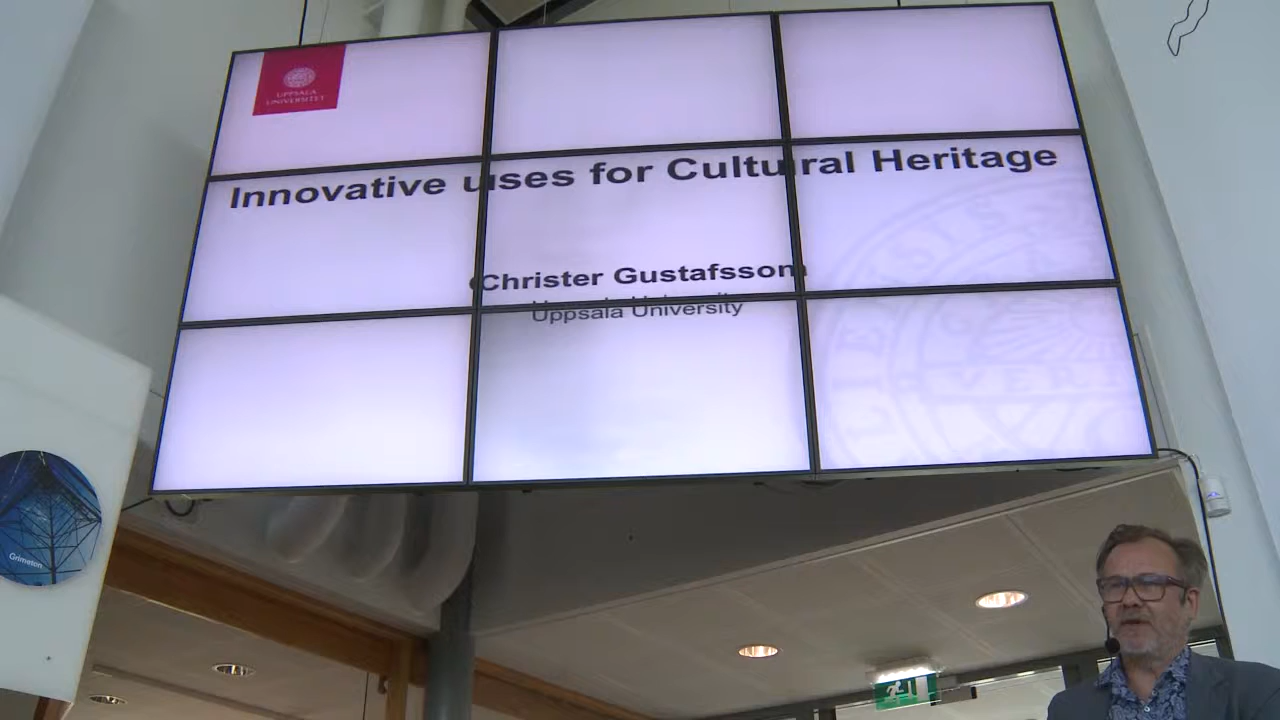 UPPSALA
UNIVERSITET
Innovative uses for Cultural Heritage
Christer Gustafsson
Uppsala University
Grimeton